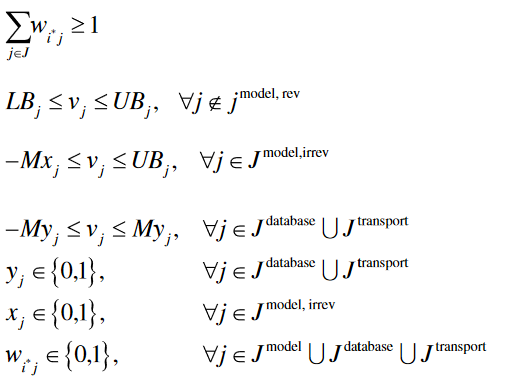 ∑_{j∈J} w_{i*j} ≥ 1
LB_j ≤ v_j ≤ UB_j, ∀j ∉ j^{model, rev}
−Mx_j ≤ v_j ≤ UB_j, ∀j ∈ J^{model,irrev}
−My_j ≤ v_j ≤ My_j, ∀j ∈ J^{database} ⋃ J^{transport}
y_j ∈ {0,1}, ∀j ∈ J^{database} ⋃ J^{transport}
x_j ∈ {0,1}, ∀j ∈ J^{model, irrev}
w_{i*j} ∈ {0,1}, ∀j ∈ J^{model} ⋃ J^{database} ⋃ J^{transport}